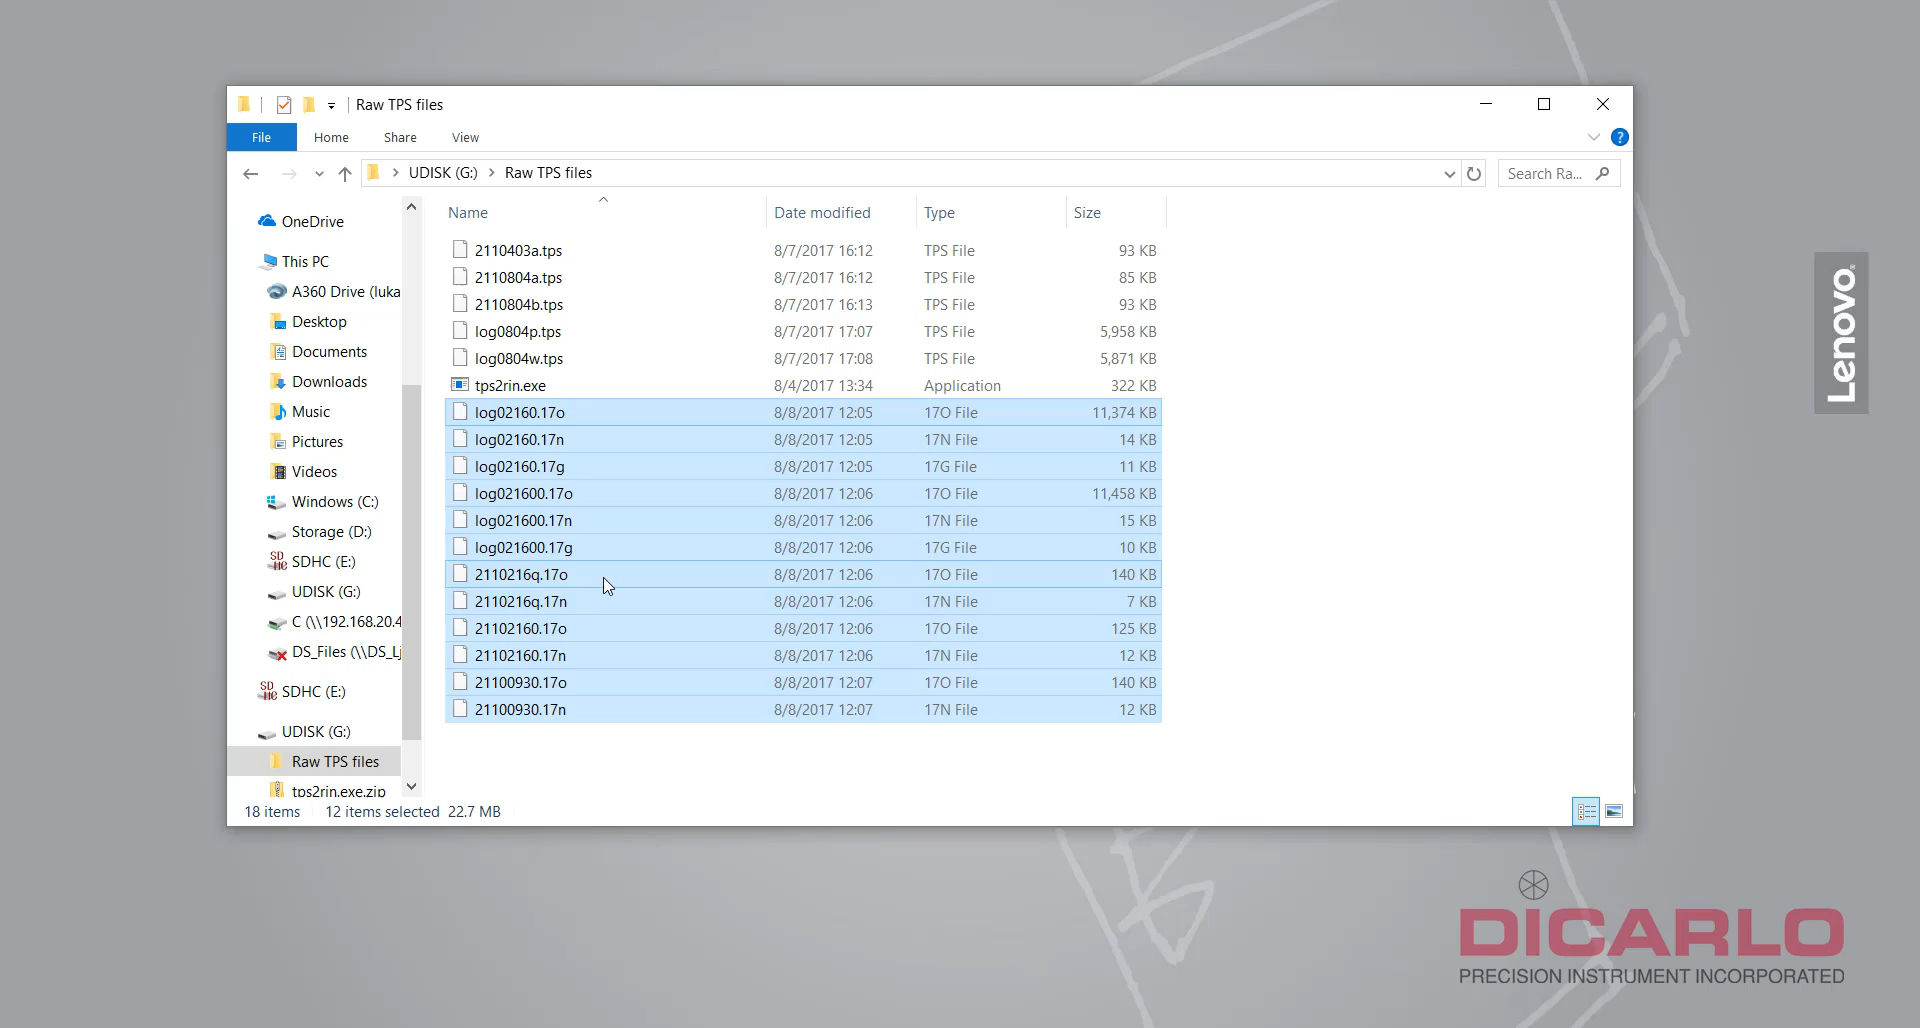 Raw TPS files
File Home Share View
UDISK (G:) Raw TPS files Search Ra...
OneDrive
This PC
A360 Drive (luka
Desktop
Documents
Downloads
Music
Pictures
Videos
Windows (C:)
Storage (D:)
SDHC (E:)
UDISK (G:)
C (\\192.168.20.4
DS_Files (\\DS_Lj
SDHC (E:)
UDISK (G:)
Raw TPS files
tps2rin.exe.zip
Name Date modified Type Size
2110403a.tps 8/7/2017 16:12 TPS File 93 KB
2110804a.tps 8/7/2017 16:12 TPS File 85 KB
2110804b.tps 8/7/2017 16:13 TPS File 93 KB
log0804p.tps 8/7/2017 17:07 TPS File 5,958 KB
log0804w.tps 8/7/2017 17:08 TPS File 5,871 KB
tps2rin.exe 8/4/2017 13:34 Application 322 KB
log02160.17o 8/8/2017 12:05 17O File 11,374 KB
log02160.17n 8/8/2017 12:05 17N File 14 KB
log02160.17g 8/8/2017 12:05 17G File 11 KB
log021600.17o 8/8/2017 12:06 17O File 11,458 KB
log021600.17n 8/8/2017 12:06 17N File 15 KB
log021600.17g 8/8/2017 12:06 17G File 10 KB
2110216q.17o 8/8/2017 12:06 17O File 140 KB
2110216q.17n 8/8/2017 12:06 17N File 7 KB
21102160.17o 8/8/2017 12:06 17O File 125 KB
21102160.17n 8/8/2017 12:06 17N File 12 KB
21100930.17o 8/8/2017 12:07 17O File 140 KB
21100930.17n 8/8/2017 12:07 17N File 12 KB
18 items 12 items selected 22.7 MB
Lenovo
DICARLO
PRECISION INSTRUMENT INCORPORATED